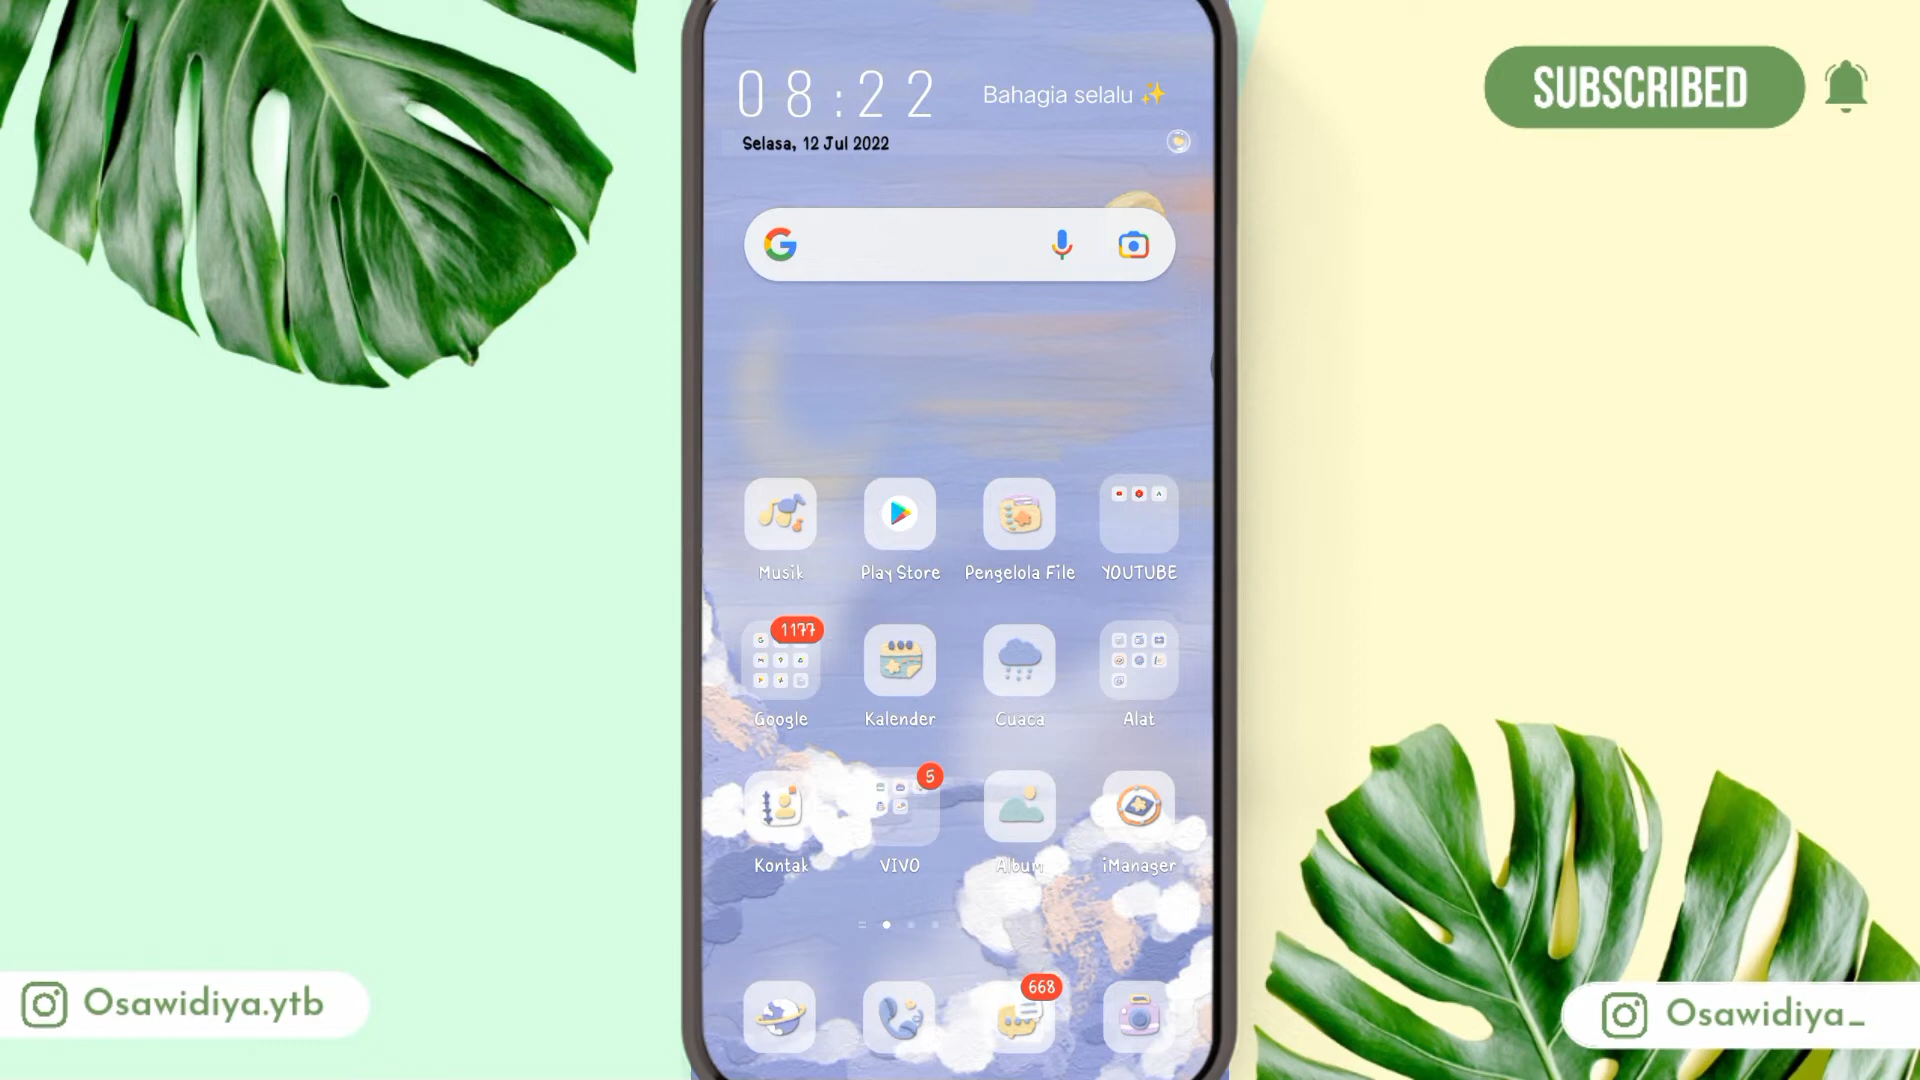 08:22
Bahagia selalu ✨
Selasa, 12 Jul 2022
SUBSCRIBED
Musik
Play Store
Pengelola File
YOUTUBE
1177
Google
Kalender
Cuaca
Alat
5
Kontak
VIVO
Album
iManager
668
Osawidiya.ytb
Osawidiya_